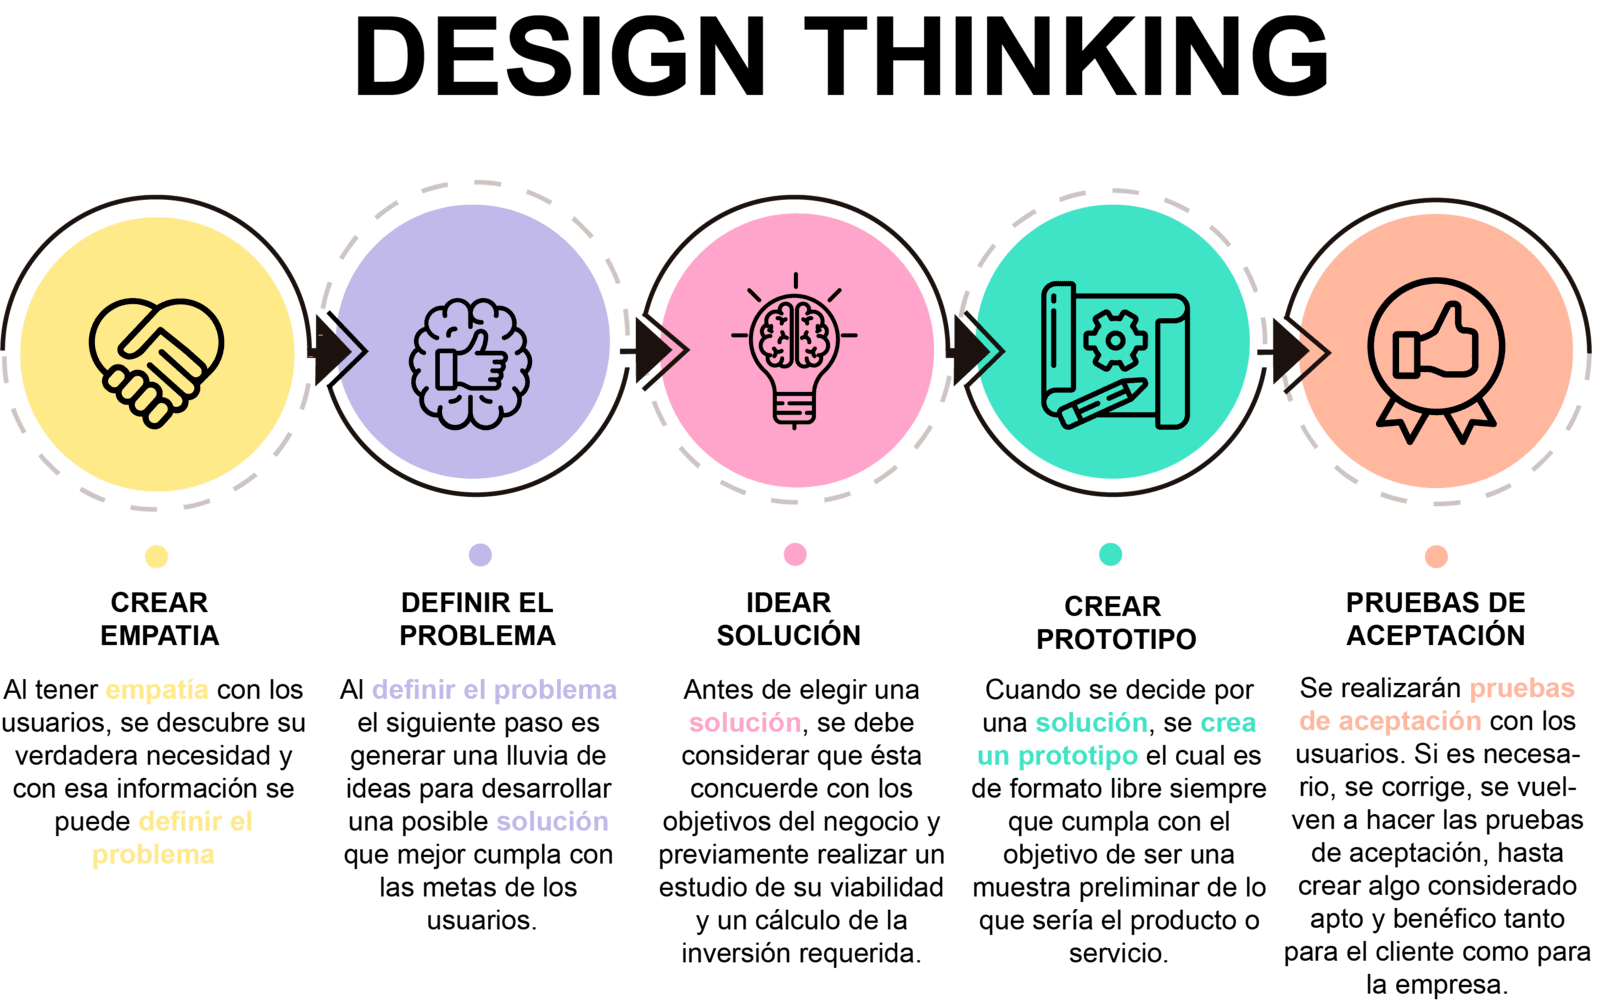 DESIGN THINKING
CREAR
EMPATIA
Al tener empatía con los
usuarios, se descubre su
verdadera necesidad y
con esa información se
puede definir el
problema
DEFINIR EL
PROBLEMA
Al definir el problema
el siguiente paso es
generar una lluvia de
ideas para desarrollar
una posible solución
que mejor cumpla con
las metas de los
usuarios.
IDEAR
SOLUCIÓN
Antes de elegir una
solución, se debe
considerar que ésta
concuerde con los
objetivos del negocio y
previamente realizar un
estudio de su viabilidad
y un cálculo de la
inversión requerida.
CREAR
PROTOTIPO
Cuando se decide por
una solución, se crea
un prototipo el cual es
de formato libre siempre
que cumpla con el
objetivo de ser una
muestra preliminar de lo
que sería el producto o
servicio.
PRUEBAS DE
ACEPTACIÓN
Se realizarán pruebas
de aceptación con los
usuarios. Si es necesa-
rio, se corrige, se vuel-
ven a hacer las pruebas
de aceptación, hasta
crear algo considerado
apto y benéfico tanto
para el cliente como para
la empresa.